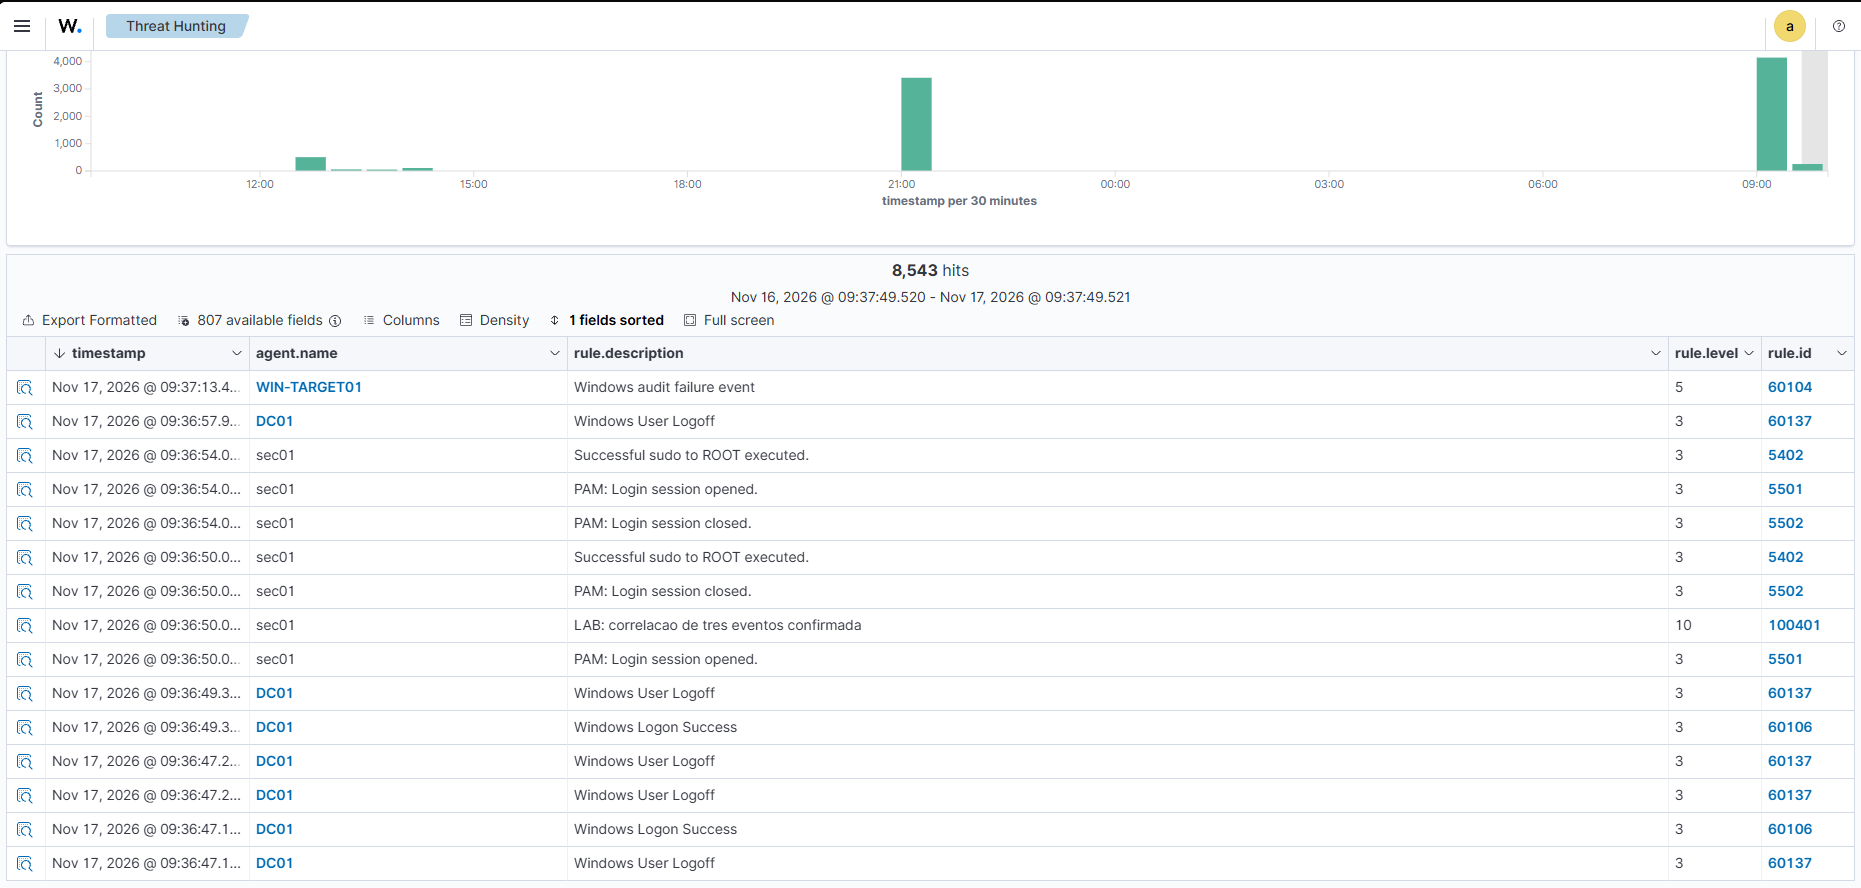 W. Threat Hunting a
Count
4,000
3,000
2,000
1,000
0
12:00 15:00 18:00 21:00 00:00 03:00 06:00 09:00
timestamp per 30 minutes
8,543 hits
Nov 16, 2026 @ 09:37:49.520 - Nov 17, 2026 @ 09:37:49.521
Export Formatted 807 available fields Columns Density 1 fields sorted Full screen
timestamp agent.name rule.description rule.level rule.id
Nov 17, 2026 @ 09:37:13.4... WIN-TARGET01 Windows audit failure event 5 60104
Nov 17, 2026 @ 09:36:57.9... DC01 Windows User Logoff 3 60137
Nov 17, 2026 @ 09:36:54.0... sec01 Successful sudo to ROOT executed. 3 5402
Nov 17, 2026 @ 09:36:54.0... sec01 PAM: Login session opened. 3 5501
Nov 17, 2026 @ 09:36:54.0... sec01 PAM: Login session closed. 3 5502
Nov 17, 2026 @ 09:36:50.0... sec01 Successful sudo to ROOT executed. 3 5402
Nov 17, 2026 @ 09:36:50.0... sec01 PAM: Login session closed. 3 5502
Nov 17, 2026 @ 09:36:50.0... sec01 LAB: correlacao de tres eventos confirmada 10 100401
Nov 17, 2026 @ 09:36:50.0... sec01 PAM: Login session opened. 3 5501
Nov 17, 2026 @ 09:36:49.3... DC01 Windows User Logoff 3 60137
Nov 17, 2026 @ 09:36:49.3... DC01 Windows Logon Success 3 60106
Nov 17, 2026 @ 09:36:47.2... DC01 Windows User Logoff 3 60137
Nov 17, 2026 @ 09:36:47.2... DC01 Windows User Logoff 3 60137
Nov 17, 2026 @ 09:36:47.1... DC01 Windows Logon Success 3 60106
Nov 17, 2026 @ 09:36:47.1... DC01 Windows User Logoff 3 60137